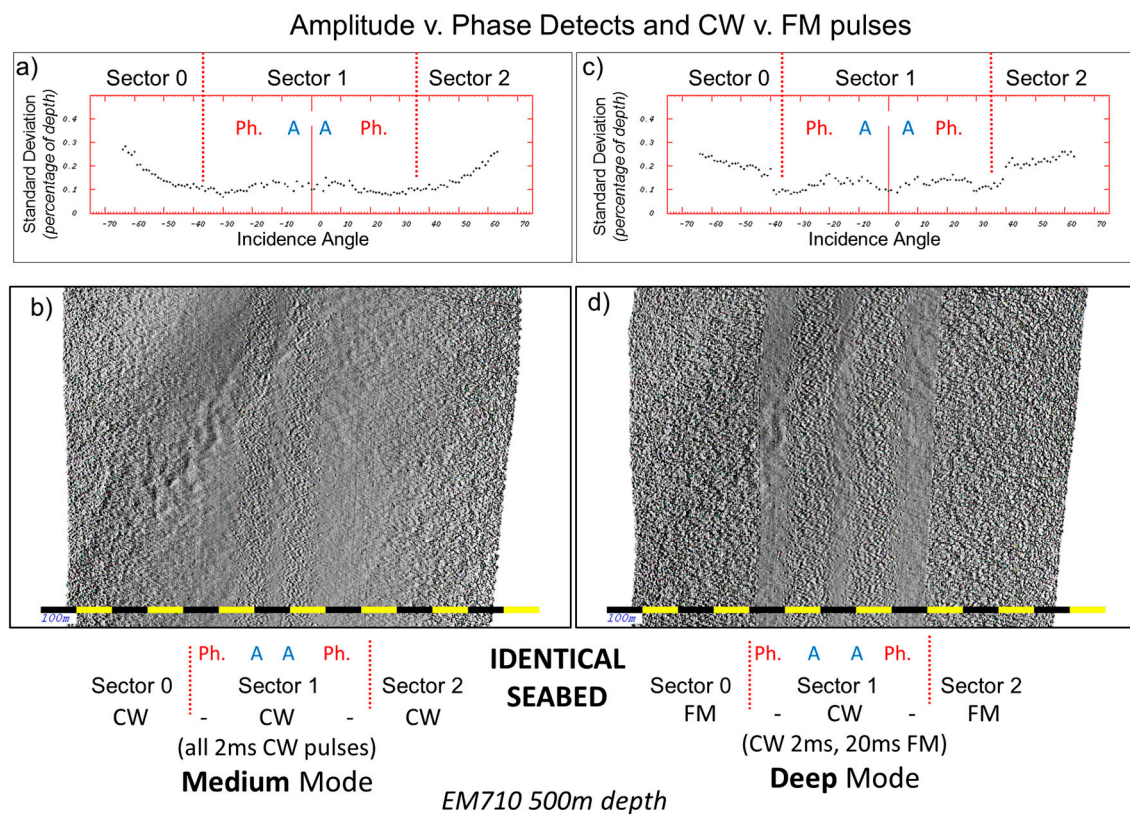 Amplitude v. Phase Detects and CW v. FM pulses
a)
Sector 0 Sector 1 Sector 2
Standard Deviation
(percentage of depth)
0.4
0.3
0.2
0.1
0
Ph. A A Ph.
-70 -60 -50 -40 -30 -20 -10 0 10 20 30 40 50 60 70
Incidence Angle
c)
Sector 0 Sector 1 Sector 2
Standard Deviation
(percentage of depth)
0.4
0.3
0.2
0.1
0
Ph. A A Ph.
-70 -60 -50 -40 -30 -20 -10 0 10 20 30 40 50 60 70
Incidence Angle
b)
100m
d)
100m
Ph. A A Ph.
Sector 0 Sector 1 Sector 2
CW - CW - CW
(all 2ms CW pulses)
Medium Mode
IDENTICAL
SEABED
Ph. A A Ph.
Sector 0 Sector 1 Sector 2
FM - CW - FM
(CW 2ms, 20ms FM)
Deep Mode
EM710 500m depth